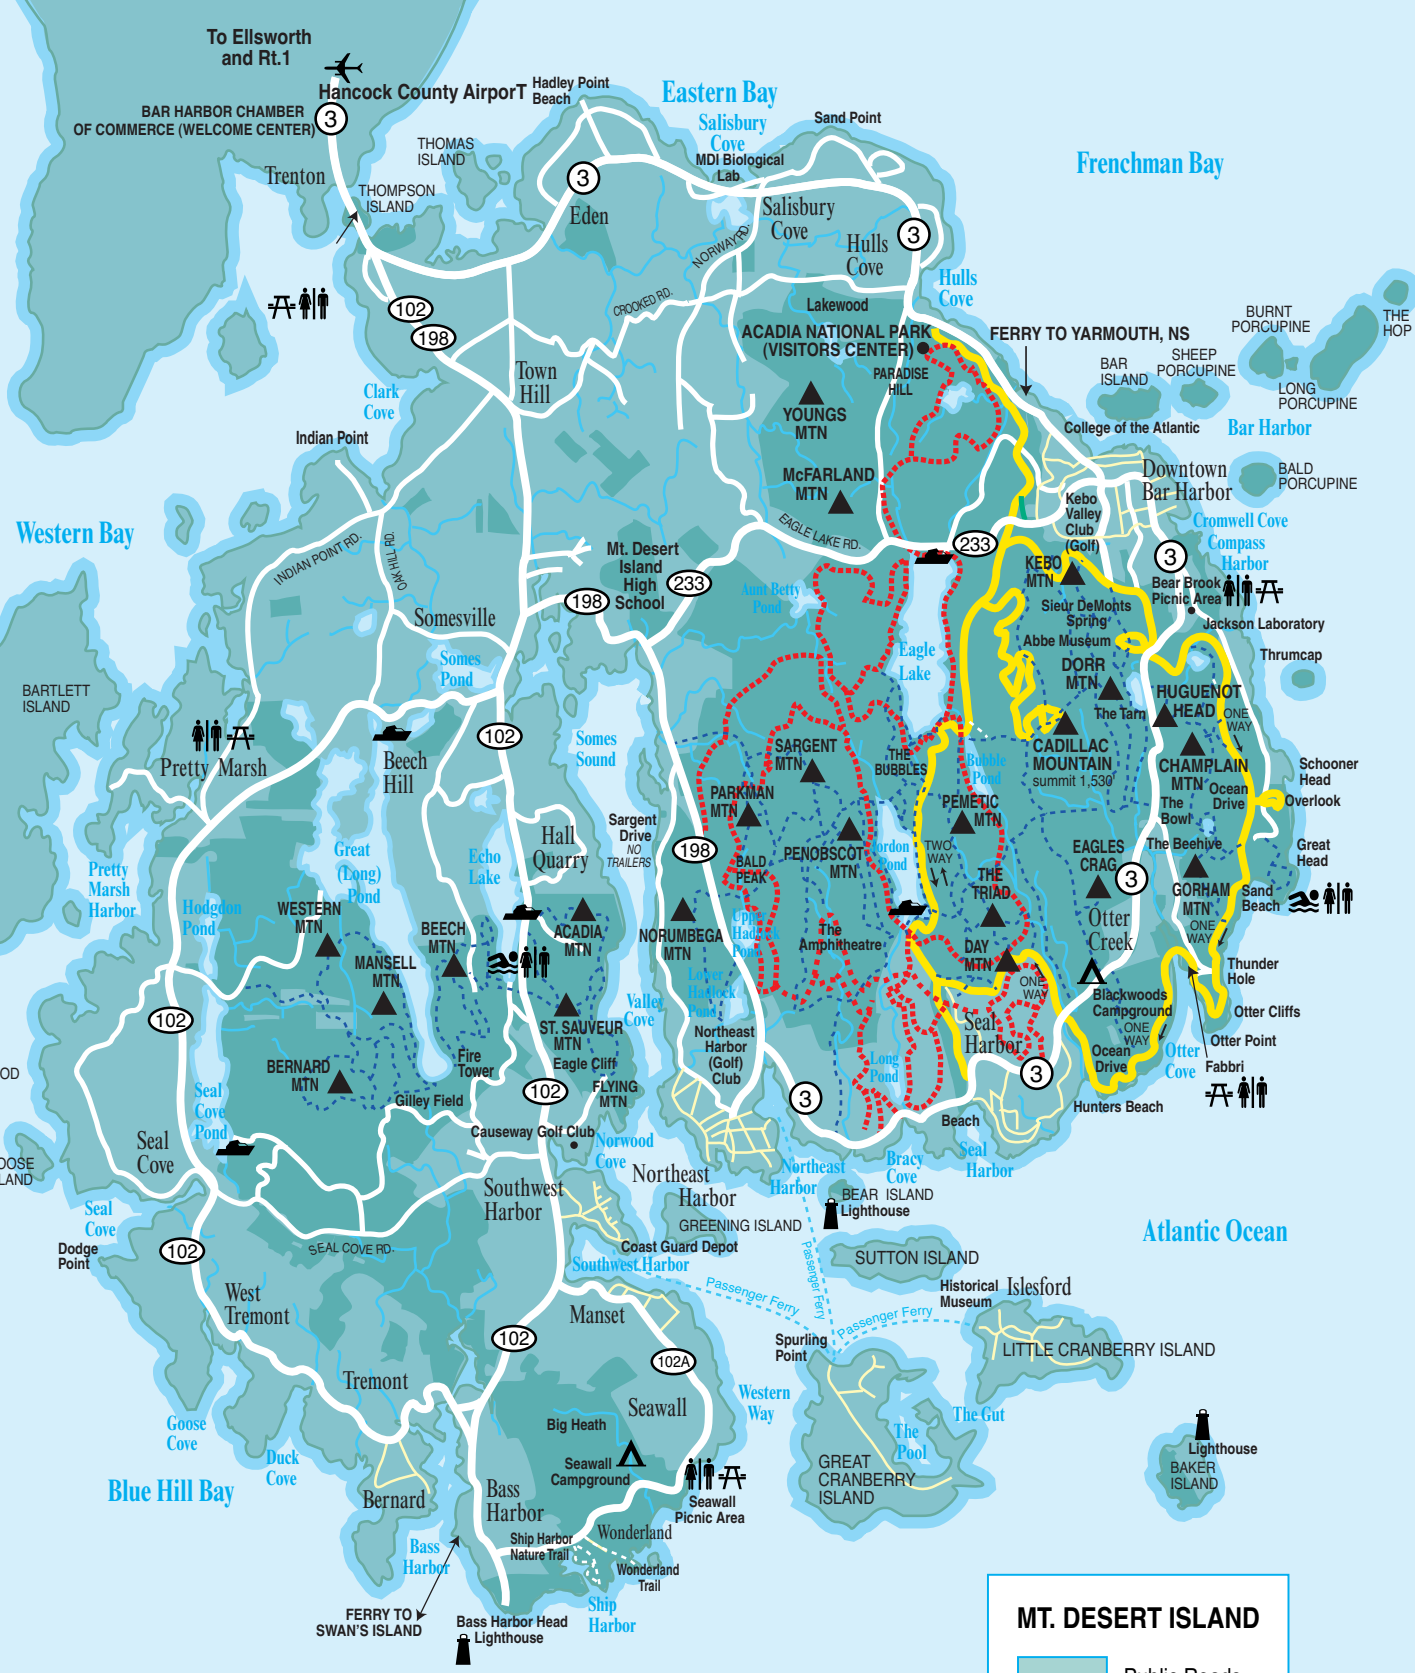 To Ellsworth
and Rt.1
Hancock County AirporT
BAR HARBOR CHAMBER
OF COMMERCE (WELCOME CENTER)
3
Trenton
THOMPSON
ISLAND
THOMAS
ISLAND
Hadley Point
Beach
Eastern Bay
Salisbury
Cove
MDI Biological
Lab
Sand Point
Frenchman Bay
3
Eden
Salisbury
Cove
NORWAY RD.
Hulls
Cove
3
Hulls
Cove
CROOKED RD.
Lakewood
102
198
ACADIA NATIONAL PARK
(VISITORS CENTER)
FERRY TO YARMOUTH, NS
PARADISE
HILL
BAR
ISLAND
SHEEP
PORCUPINE
BURNT
PORCUPINE
THE
HOP
LONG
PORCUPINE
Bar Harbor
BALD
PORCUPINE
Town
Hill
Clark
Cove
Indian Point
YOUNGS
MTN
McFARLAND
MTN
College of the Atlantic
Downtown
Bar Harbor
Kebo
Valley
Club
(Golf)
Cromwell Cove
Compass
Harbor
Western Bay
INDIAN POINT RD.
OAK HILL RD
EAGLE LAKE RD.
233
3
KEBO
MTN
Bear Brook
Picnic Area
Mt. Desert
Island
High
School
233
198
Somesville
Aunt Betty
Pond
Sieur DeMonts
Spring
Abbe Museum
Jackson Laboratory
Thrumcap
Somes
Pond
Eagle
Lake
DORR
MTN
The Tarn
HUGUENOT
HEAD
ONE
WAY
BARTLETT
ISLAND
102
Somes
Sound
Pretty Marsh
Beech
Hill
SARGENT
MTN
THE
BUBBLES
Bubble
Pond
CADILLAC
MOUNTAIN
summit 1,530'
CHAMPLAIN
MTN
Ocean
Drive
Schooner
Head
Overlook
PARKMAN
MTN
PEMETIC
MTN
The
Bowl
Sargent
Drive
NO
TRAILERS
Hall
Quarry
198
BALD
PEAK
PENOBSCOT
MTN
Jordon
Pond
TWO
WAY
EAGLES
CRAG
3
The Beehive
Great
Head
Pretty
Marsh
Harbor
Great
(Long)
Pond
Echo
Lake
THE
TRIAD
GORHAM
MTN
Sand
Beach
Hodgdon
Pond
WESTERN
MTN
BEECH
MTN
ACADIA
MTN
NORUMBEGA
MTN
Upper
Hadlock
Pond
The
Amphitheatre
Otter
Creek
ONE
WAY
MANSELL
MTN
DAY
MTN
Thunder
Hole
Lower
Hadlock
Pond
ONE
WAY
Blackwoods
Campground
Otter Cliffs
102
ST. SAUVEUR
MTN
Valley
Cove
Seal
Harbor
ONE
WAY
Otter Point
Northeast
Harbor
(Golf)
Club
Ocean
Drive
Otter
Cove
Fabbri
BERNARD
MTN
Fire
Tower
Eagle Cliff
FLYING
MTN
Long
Pond
3
Seal
Cove
Pond
Gilley Field
102
3
Hunters Beach
Beach
Causeway Golf Club
Norwood
Cove
Seal
Cove
Northeast
Harbor
Northeast
Harbor
Bracy
Cove
Seal
Harbor
Southwest
Harbor
BEAR ISLAND
Lighthouse
Seal
Cove
Dodge
Point
GREENING ISLAND
Atlantic Ocean
102
SEAL COVE RD.
Coast Guard Depot
Southwest Harbor
SUTTON ISLAND
Passenger Ferry
Passenger Ferry
Passenger Ferry
Historical
Museum
Islesford
West
Tremont
Manset
102
Spurling
Point
LITTLE CRANBERRY ISLAND
102A
Tremont
Western
Way
The Gut
Seawall
Goose
Cove
Big Heath
The
Pool
Duck
Cove
Seawall
Campground
GREAT
CRANBERRY
ISLAND
Lighthouse
BAKER
ISLAND
Blue Hill Bay
Bernard
Bass
Harbor
Seawall
Picnic Area
Ship Harbor
Nature Trail
Wonderland
Bass
Harbor
Wonderland
Trail
FERRY TO
SWAN'S ISLAND
Bass Harbor Head
Lighthouse
Ship
Harbor
MT. DESERT ISLAND